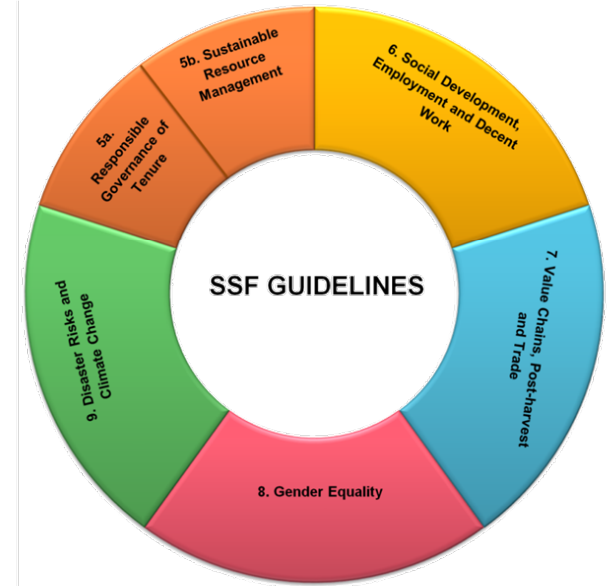 5a.
Responsible
Governance of
Tenure
5b. Sustainable
Resource
Management
6. Social Development,
Employment and Decent
Work
7. Value Chains, Post-harvest
and Trade
8. Gender Equality
9. Disaster Risks and
Climate Change
SSF GUIDELINES